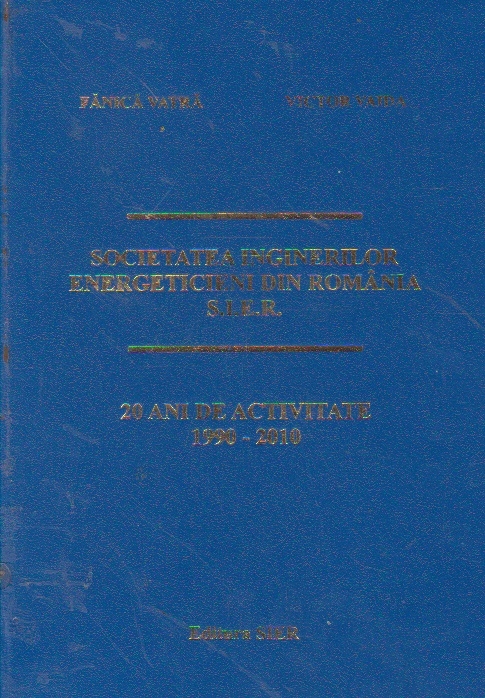 FĂNICĂ VATRĂ VICTOR VAIDA
SOCIETATEA INGINERILOR
ENERGETICIENI DIN ROMÂNIA
S.I.E.R.
20 ANI DE ACTIVITATE
1990 - 2010
Editura SIER